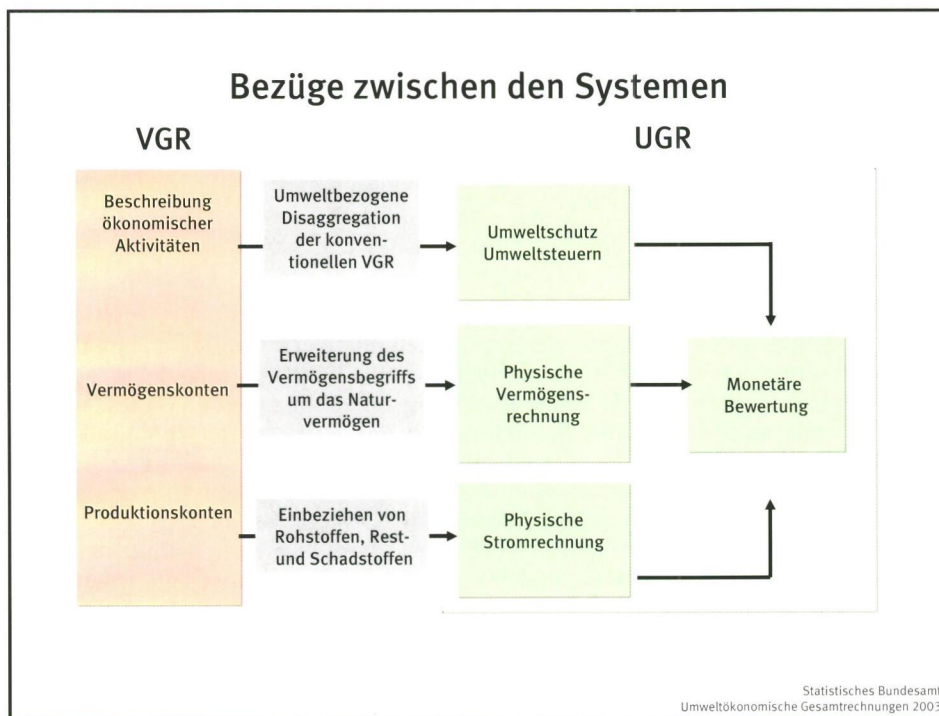 Bezüge zwischen den Systemen
VGR
UGR
Beschreibung
ökonomischer
Aktivitäten
Umweltbezogene
Disaggregation
der konven-
tionellen VGR
Umweltschutz
Umweltsteuern
Vermögenskonten
Erweiterung des
Vermögensbegriffs
um das Natur-
vermögen
Physische
Vermögens-
rechnung
Monetäre
Bewertung
Produktionskonten
Einbeziehen von
Rohstoffen, Rest-
und Schadstoffen
Physische
Stromrechnung
Statistisches Bundesamt
Umweltökonomische Gesamtrechnungen 2003